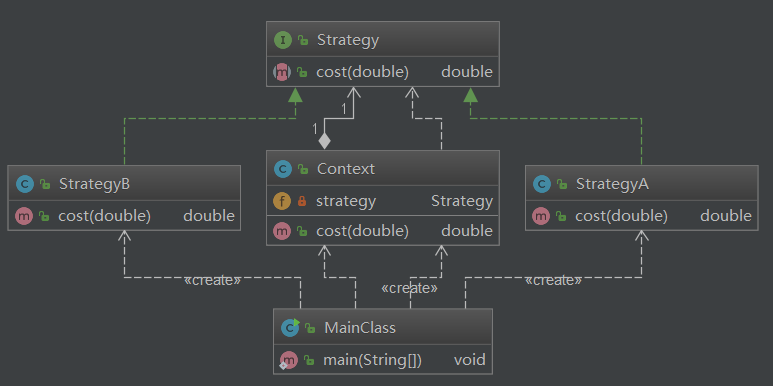 I Strategy
m cost(double) double
1
1
C StrategyB
m cost(double) double
C Context
f strategy Strategy
m cost(double) double
C StrategyA
m cost(double) double
«create»
«create»
«create»
C MainClass
m main(String[]) void